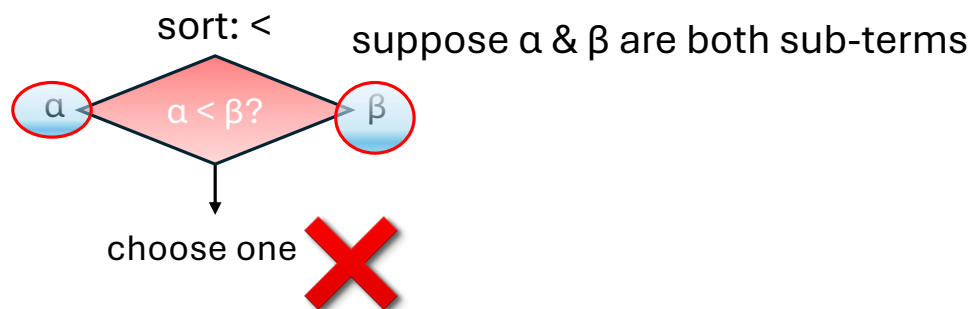 sort: <
suppose α & β are both sub-terms
α
α < β?
β
choose one